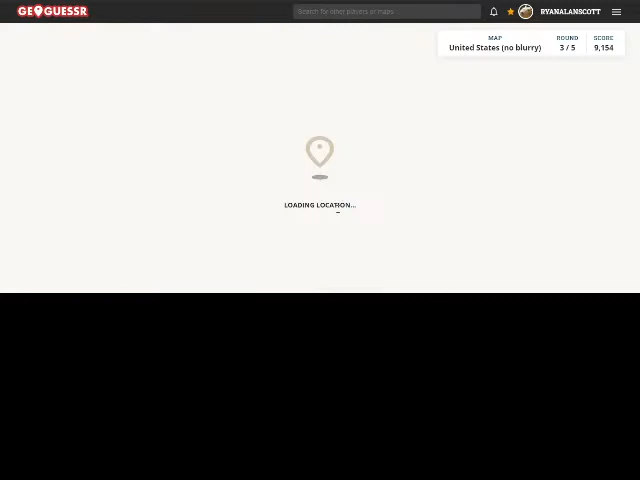 GEOGUESSR
Search for other players or maps
RYANALANSCOTT
MAP
United States (no blurry)
ROUND
3 / 5
SCORE
9,154
LOADING LOCATION...